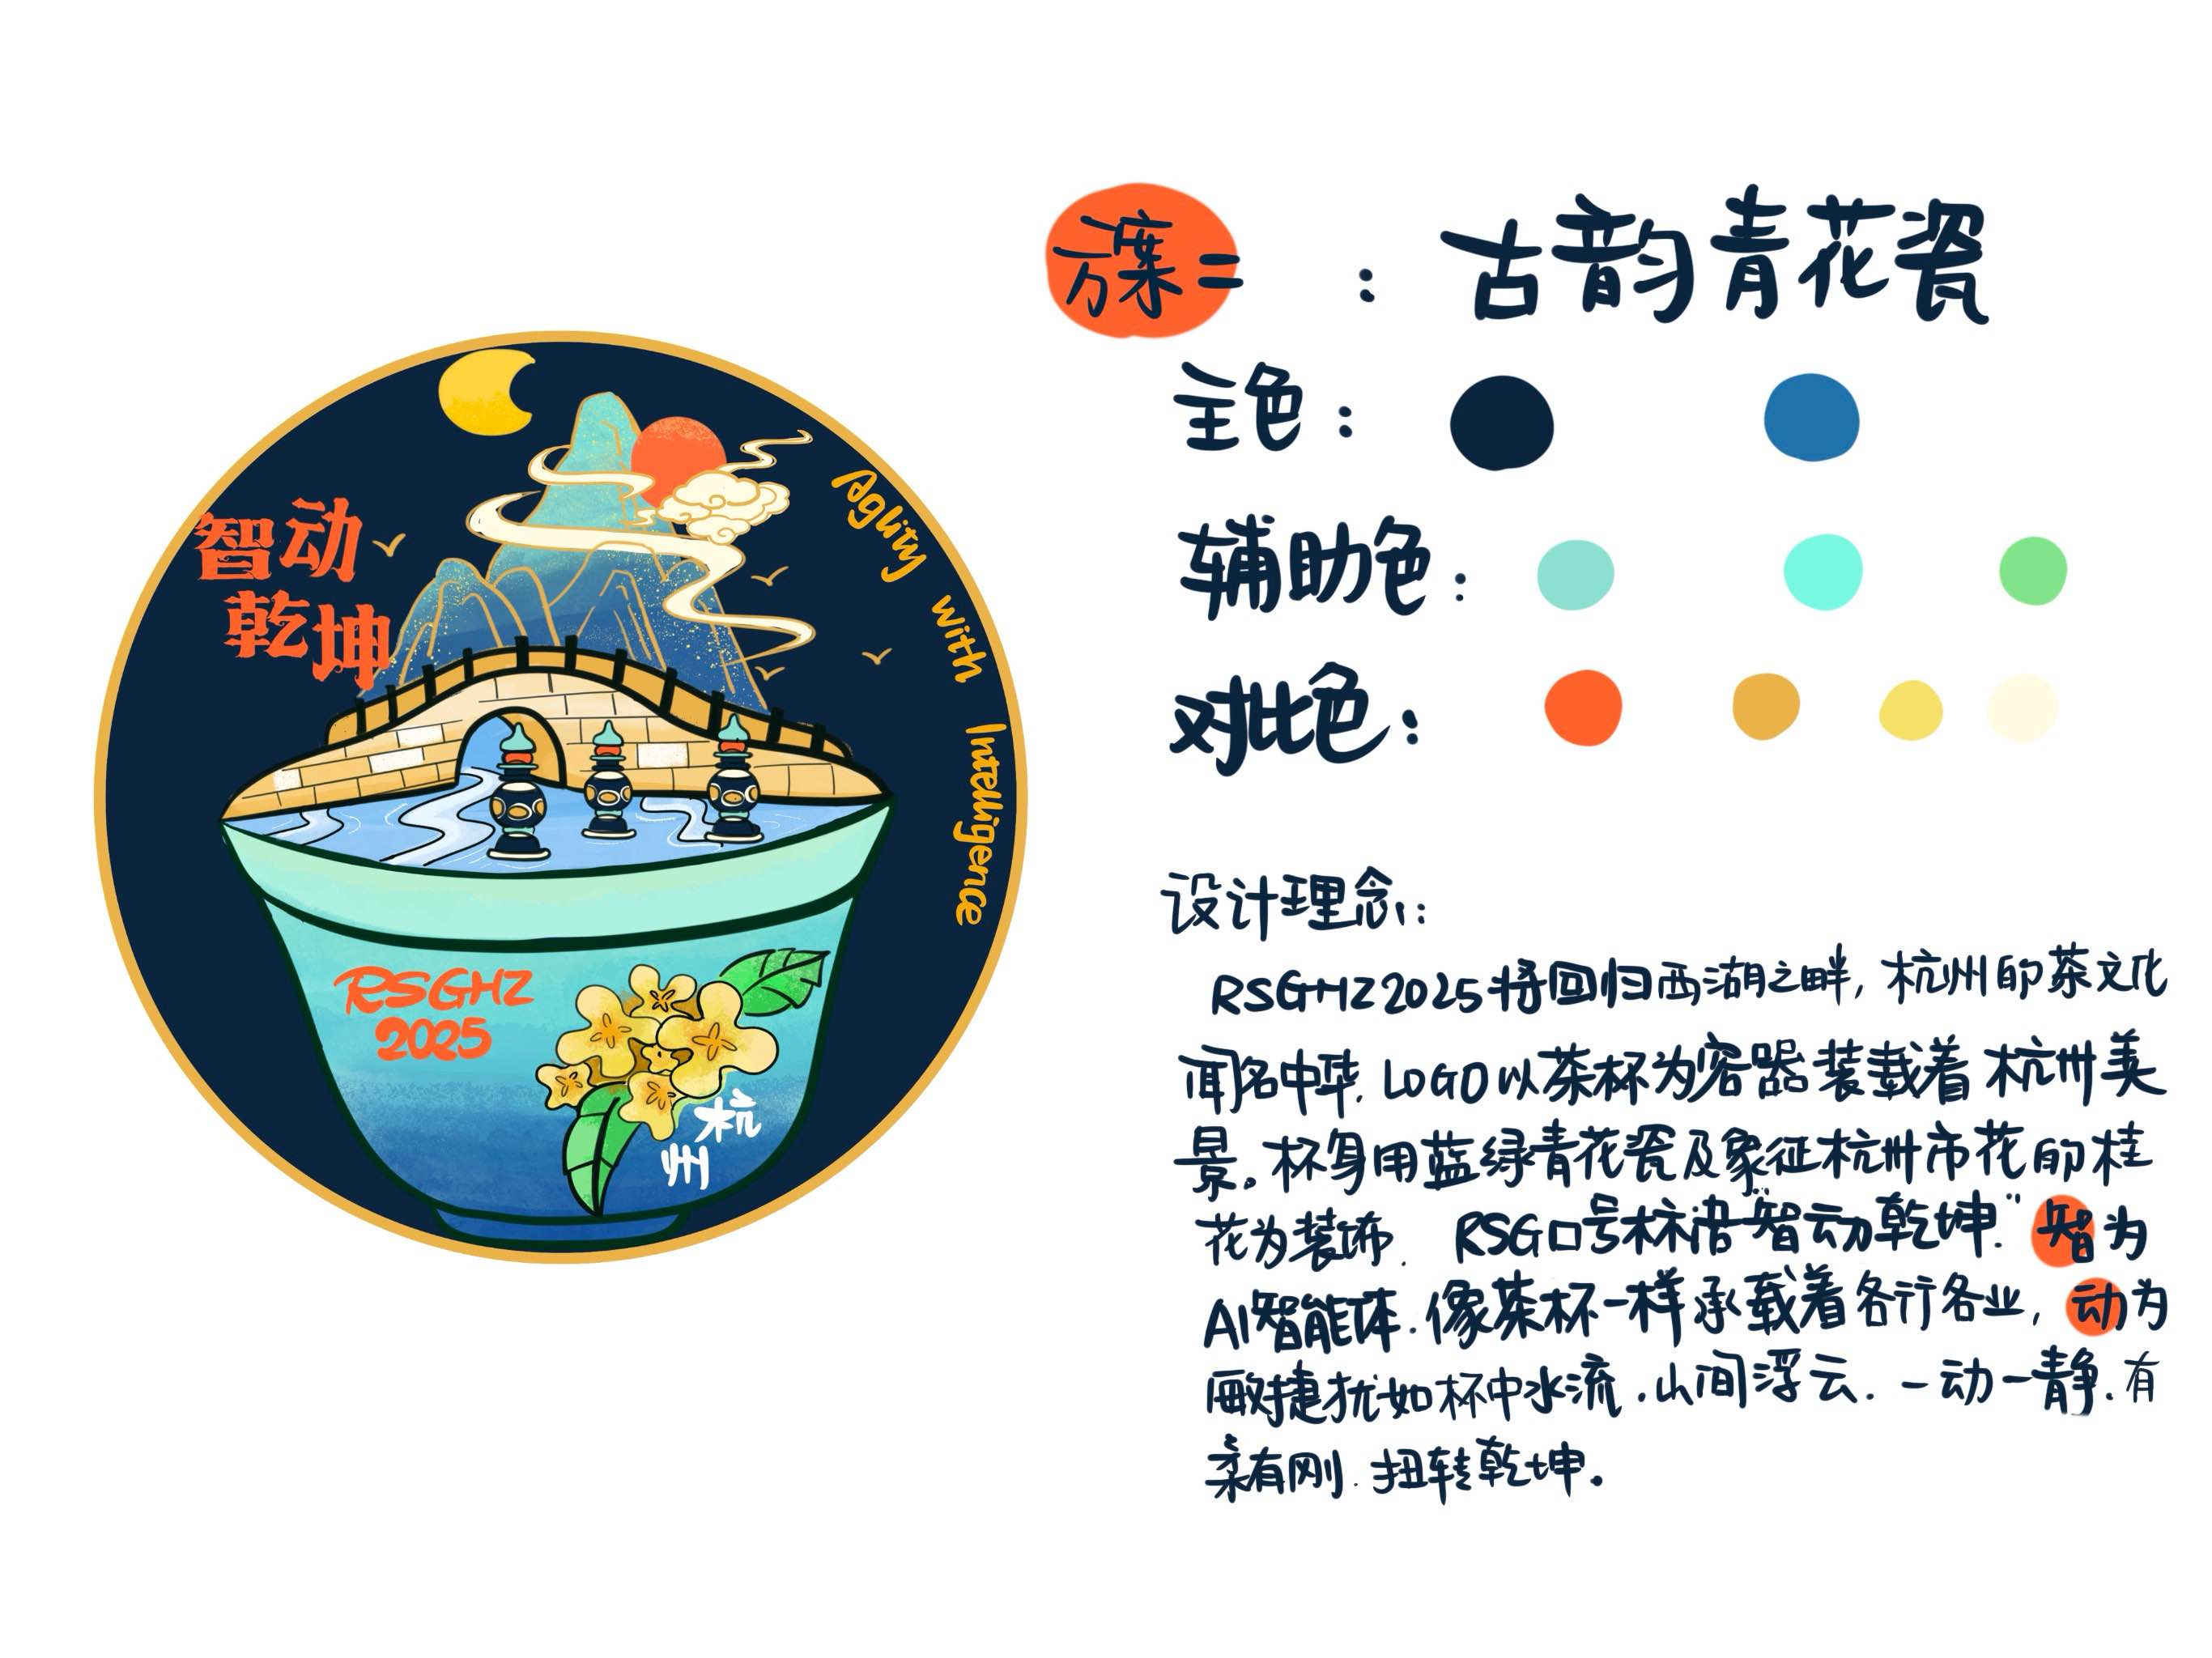 智动
乾坤
Agility
with
Intelligence
RSGHZ
2025
杭
州
方案二：古韵青花瓷
主色：
辅助色：
对比色：
设计理念：
RSGHZ2025将回归西湖之畔,杭州的茶文化
闻名中华.LOGO以茶杯为容器装载着杭州美
景。杯身用蓝绿青花瓷及象征杭州市花的桂
花为装饰.RSG口号标语"智动乾坤."智为
AI智能体.像茶杯一样承载着各行各业,动为
敏捷犹如杯中水流.山间浮云.一动一静.有
柔有刚.扭转乾坤。